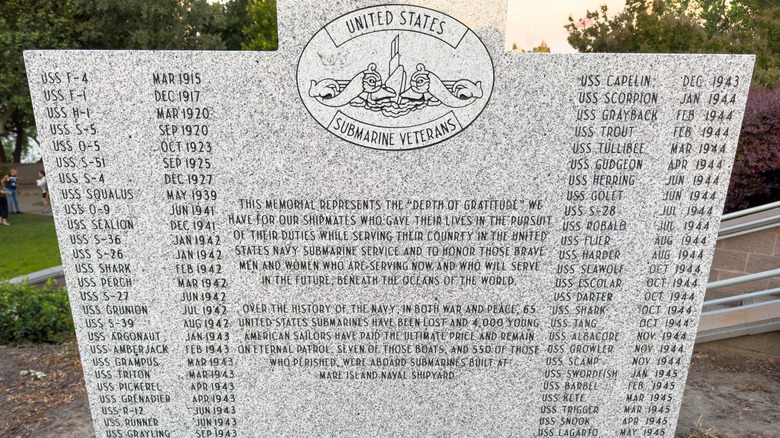 UNITED STATES
SUBMARINE VETERANS
USS F-4 MAR 1915
USS F-1 DEC 1917
USS H-1 MAR 1920
USS S-5 SEP 1920
USS O-5 OCT 1923
USS S-51 SEP 1925
USS S-4 DEC 1927
USS SQUALUS MAY 1939
USS O-9 JUN 1941
USS SEALION DEC 1941
USS S-36 JAN 1942
USS S-26 JAN 1942
USS SHARK FEB 1942
USS PERCH MAR 1942
USS S-27 JUN 1942
USS GRUNION JUL 1942
USS S-39 AUG 1942
USS ARGONAUT JAN 1943
USS AMBERJACK FEB 1943
USS GRAMPUS MAR 1943
USS TRITON MAR 1943
USS PICKEREL APR 1943
USS GRENADIER APR 1943
USS R-12 JUN 1943
USS RUNNER JUN 1943
USS GRAYLING SEP 1943
THIS MEMORIAL REPRESENTS THE "DEPTH OF GRATITUDE" WE
HAVE FOR OUR SHIPMATES WHO GAVE THEIR LIVES IN THE PURSUIT
OF THEIR DUTIES WHILE SERVING THEIR COUNRTY IN THE UNITED
STATES NAVY SUBMARINE SERVICE AND TO HONOR THOSE BRAVE
MEN AND WOMEN WHO ARE SERVING NOW AND WHO WILL SERVE
IN THE FUTURE, BENEATH THE OCEANS OF THE WORLD.
OVER THE HISTORY OF THE NAVY, IN BOTH WAR AND PEACE, 65
UNITED STATES SUBMARINES HAVE BEEN LOST AND 4,000 YOUNG
AMERICAN SAILORS HAVE PAID THE ULTIMATE PRICE AND REMAIN
ON ETERNAL PATROL. SEVEN OF THOSE BOATS, AND 550 OF THOSE
WHO PERISHED, WERE ABOARD SUBMARINES BUILT AT
MARE ISLAND NAVAL SHIPYARD.
USS CAPELIN DEC 1943
USS SCORPION JAN 1944
USS GRAYBACK FEB 1944
USS TROUT FEB 1944
USS TULLIBEE MAR 1944
USS GUDGEON APR 1944
USS HERRING JUN 1944
USS GOLET JUN 1944
USS S-28 JUL 1944
USS ROBALO JUL 1944
USS FLIER AUG 1944
USS HARDER AUG 1944
USS SEAWOLF OCT 1944
USS ESCOLAR OCT 1944
USS DARTER OCT 1944
USS SHARK OCT 1944
USS TANG OCT 1944
USS ALBACORE NOV 1944
USS GROWLER NOV 1944
USS SCAMP NOV 1944
USS SWORDFISH JAN 1945
USS BARBEL FEB 1945
USS KETE MAR 1945
USS TRIGGER MAR 1945
USS SNOOK APR 1945
USS LAGARTO MAY 1945